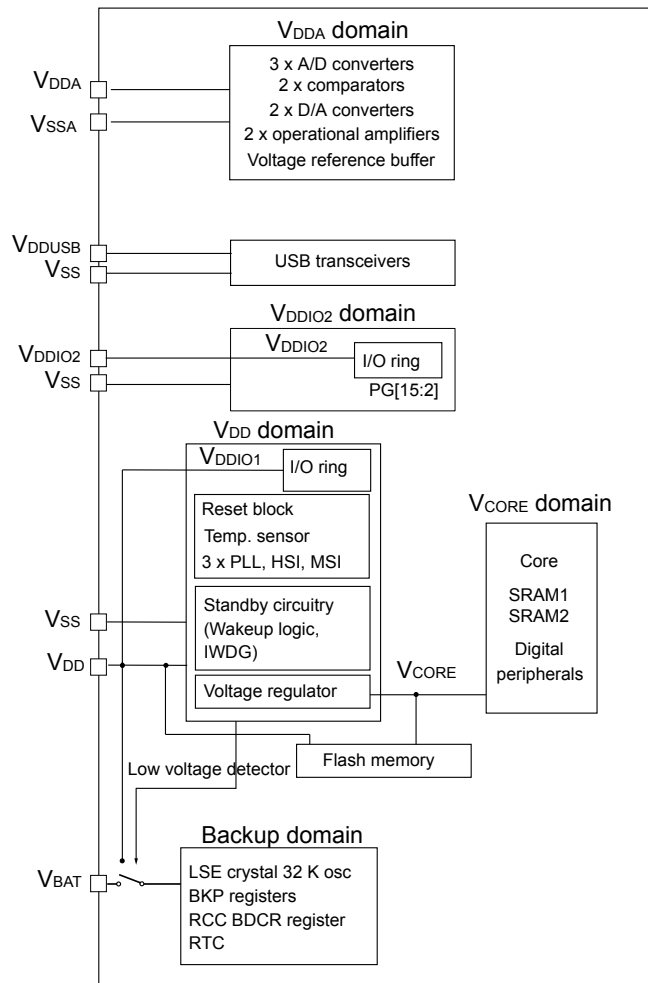 VDDA domain
VDDA
VSSA
3 x A/D converters
2 x comparators
2 x D/A converters
2 x operational amplifiers
Voltage reference buffer
VDDUSB
VSS
USB transceivers
VDDIO2 domain
VDDIO2
VSS
VDDIO2
I/O ring
PG[15:2]
VDD domain
VDDIO1
I/O ring
Reset block
Temp. sensor
3 x PLL, HSI, MSI
VSS
VDD
Standby circuitry
(Wakeup logic,
IWDG)
Voltage regulator
VCORE
VCORE domain
Core
SRAM1
SRAM2
Digital
peripherals
Flash memory
Low voltage detector
Backup domain
VBAT
LSE crystal 32 K osc
BKP registers
RCC BDCR register
RTC